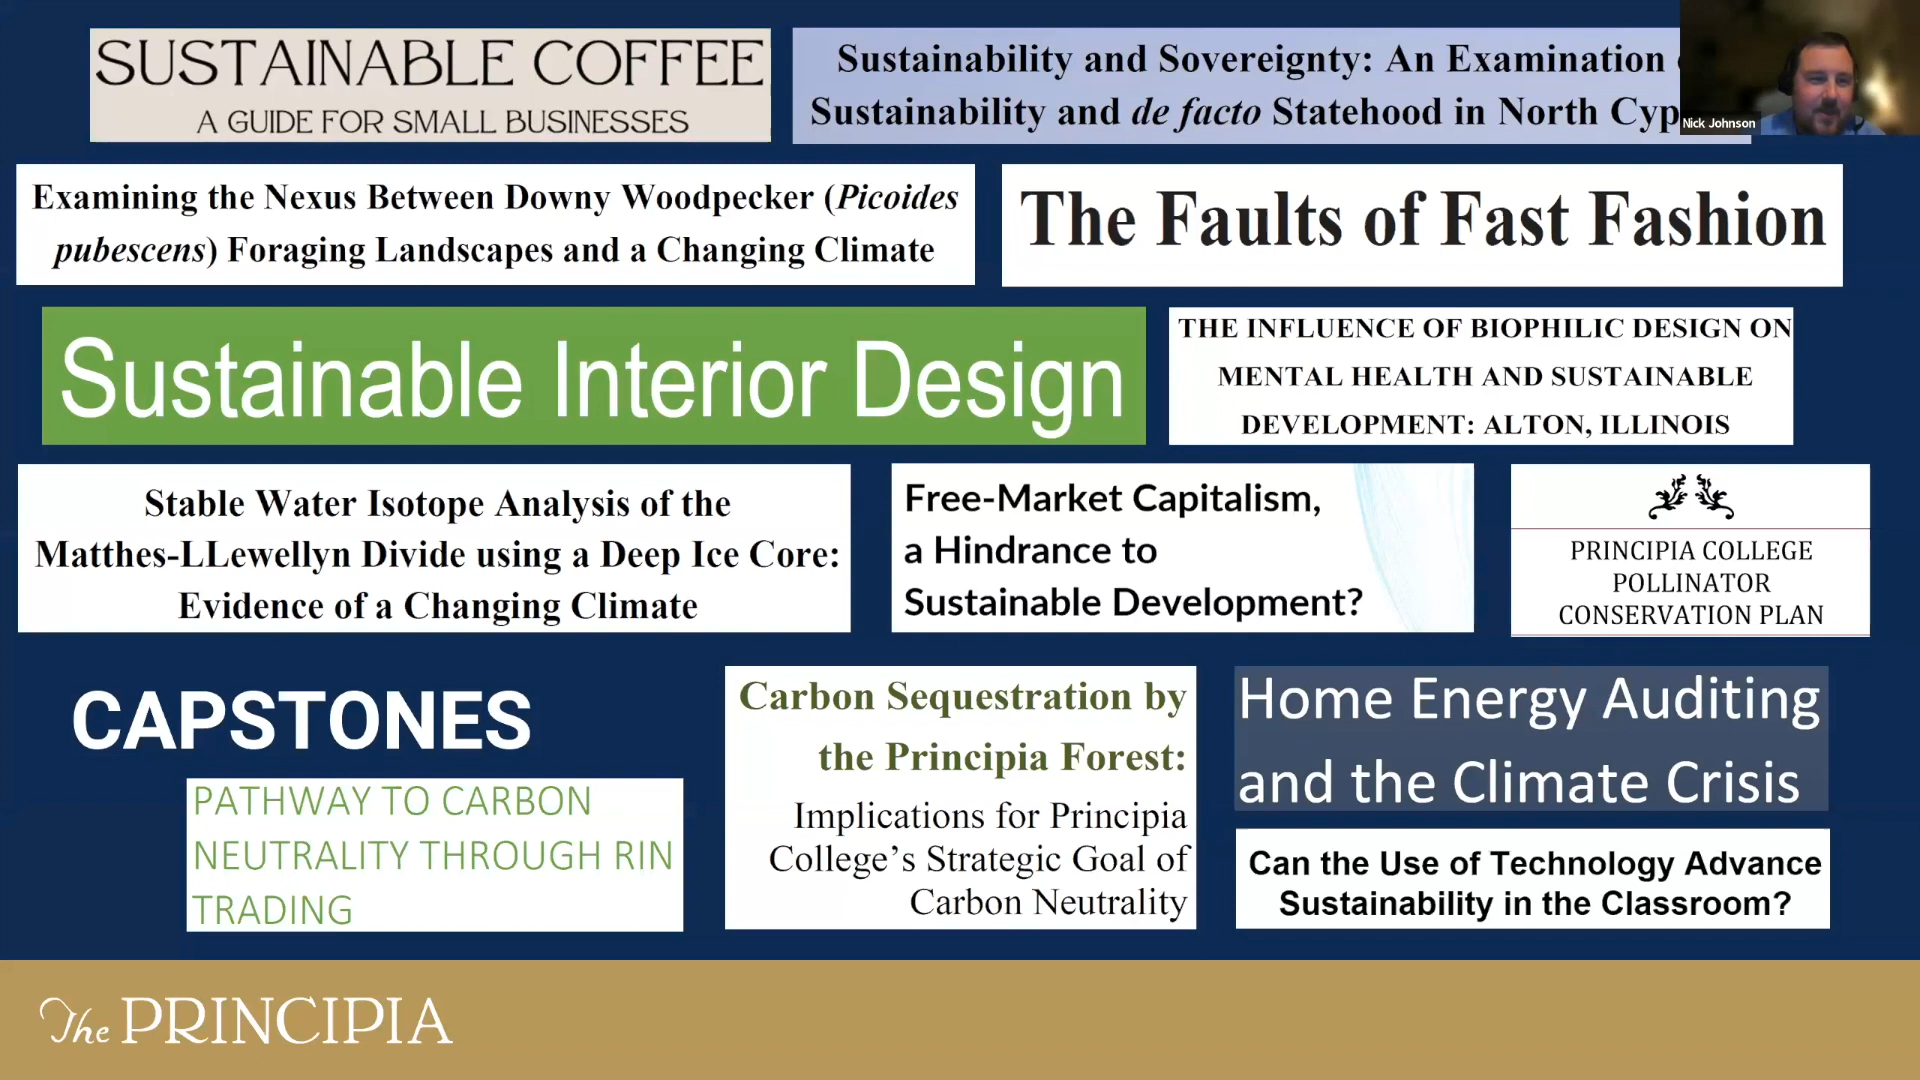 SUSTAINABLE COFFEE
A GUIDE FOR SMALL BUSINESSES
Sustainability and Sovereignty: An Examination
Sustainability and de facto Statehood in North
Nick Johnson
Examining the Nexus Between Downy Woodpecker (Picoides
pubescens) Foraging Landscapes and a Changing Climate
The Faults of Fast Fashion
Sustainable Interior Design
THE INFLUENCE OF BIOPHILIC DESIGN ON
MENTAL HEALTH AND SUSTAINABLE
DEVELOPMENT: ALTON, ILLINOIS
Stable Water Isotope Analysis of the
Matthes-LLewellyn Divide using a Deep Ice Core:
Evidence of a Changing Climate
Free-Market Capitalism,
a Hindrance to
Sustainable Development?
PRINCIPIA COLLEGE
POLLINATOR
CONSERVATION PLAN
CAPSTONES
PATHWAY TO CARBON
NEUTRALITY THROUGH RIN
TRADING
Carbon Sequestration by
the Principia Forest:
Implications for Principia
College's Strategic Goal of
Carbon Neutrality
Home Energy Auditing
and the Climate Crisis
Can the Use of Technology Advance
Sustainability in the Classroom?
The PRINCIPIA